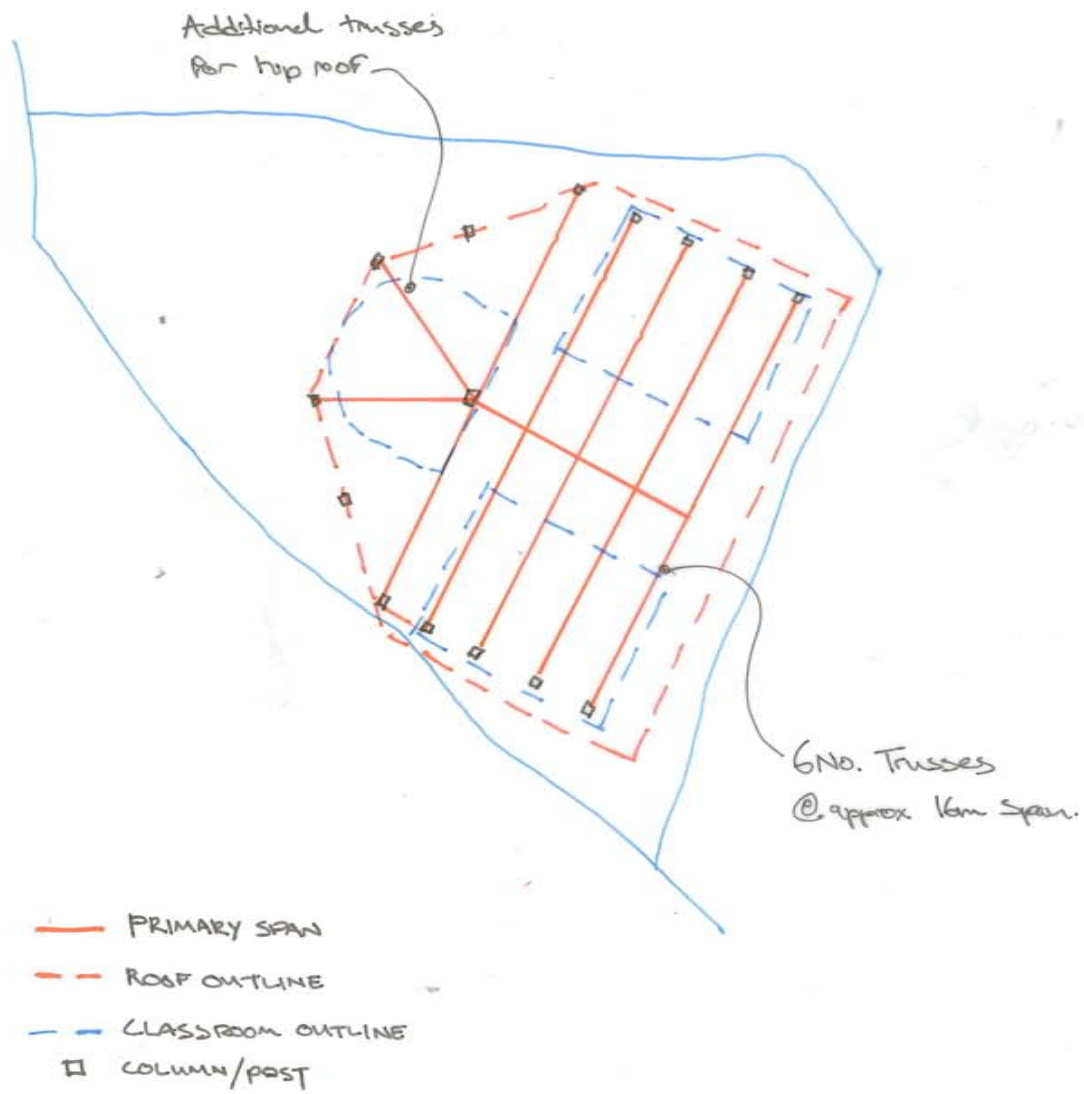 Additional trusses
for hip roof
6No. Trusses
@ approx 16m Span.
PRIMARY SPAN
ROOF OUTLINE
CLASSROOM OUTLINE
COLUMN/POST